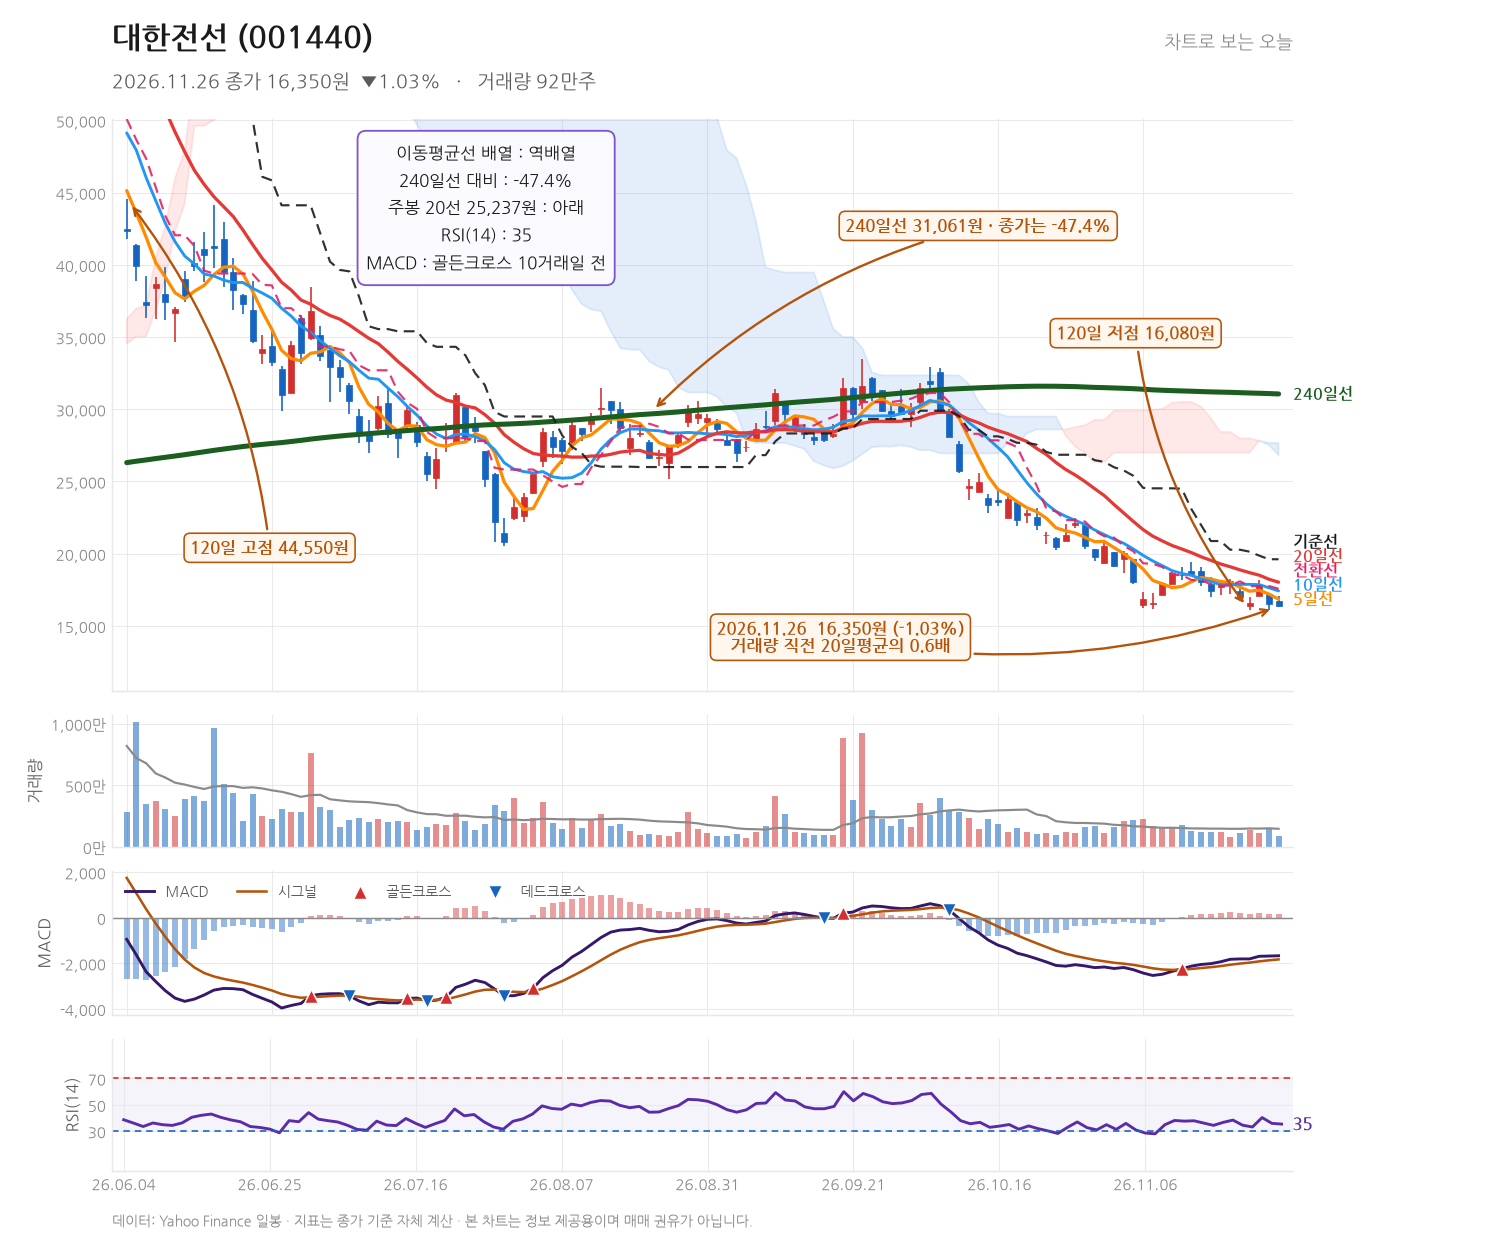 대한전선 (001440)
차트로 보는 오늘
2026.11.26 종가 16,350원 ▼1.03% · 거래량 92만주
50,000
45,000
40,000
35,000
30,000
25,000
20,000
15,000
이동평균선 배열 : 역배열
240일선 대비 : -47.4%
주봉 20선 25,237원 : 아래
RSI(14) : 35
MACD : 골든크로스 10거래일 전
240일선 31,061원 · 종가는 -47.4%
120일 저점 16,080원
120일 고점 44,550원
2026.11.26 16,350원 (-1.03%)
거래량 직전 20일평균의 0.6배
240일선
기준선
20일선
전환선
10일선
5일선
거래량
1,000만
500만
0만
MACD
2,000
0
-2,000
-4,000
MACD 시그널 골든크로스 데드크로스
RSI(14)
70
50
30
35
26.06.04 26.06.25 26.07.16 26.08.07 26.08.31 26.09.21 26.10.16 26.11.06
데이터: Yahoo Finance 일봉 · 지표는 종가 기준 자체 계산 · 본 차트는 정보 제공용이며 매매 권유가 아닙니다.